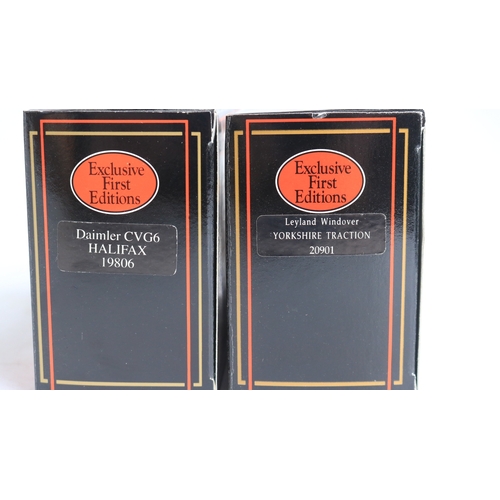 Exclusive
First
Editions
Daimler CVG6
HALIFAX
19806
Exclusive
First
Editions
Leyland Windover
YORKSHIRE TRACTION
20901